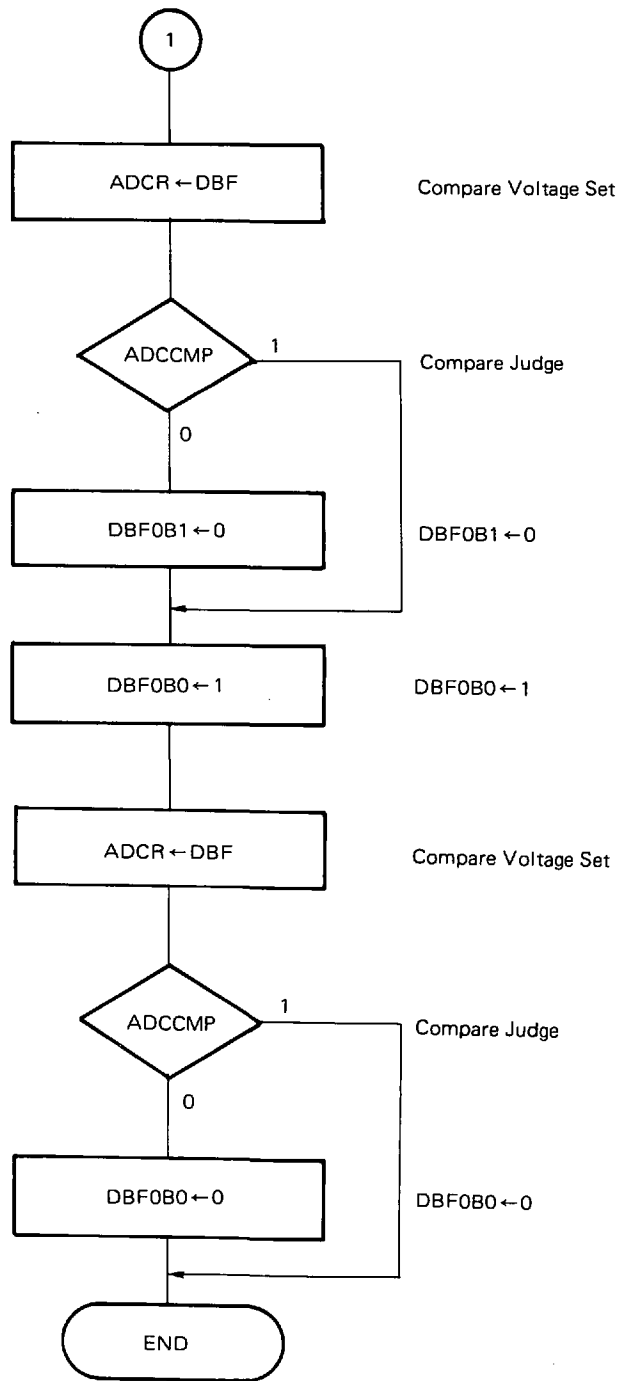 1
ADCR ← DBF
Compare Voltage Set
ADCCMP
1
Compare Judge
0
DBF0B1 ← 0
DBF0B1 ← 0
DBF0B0 ← 1
DBF0B0 ← 1
ADCR ← DBF
Compare Voltage Set
ADCCMP
1
Compare Judge
0
DBF0B0 ← 0
DBF0B0 ← 0
END